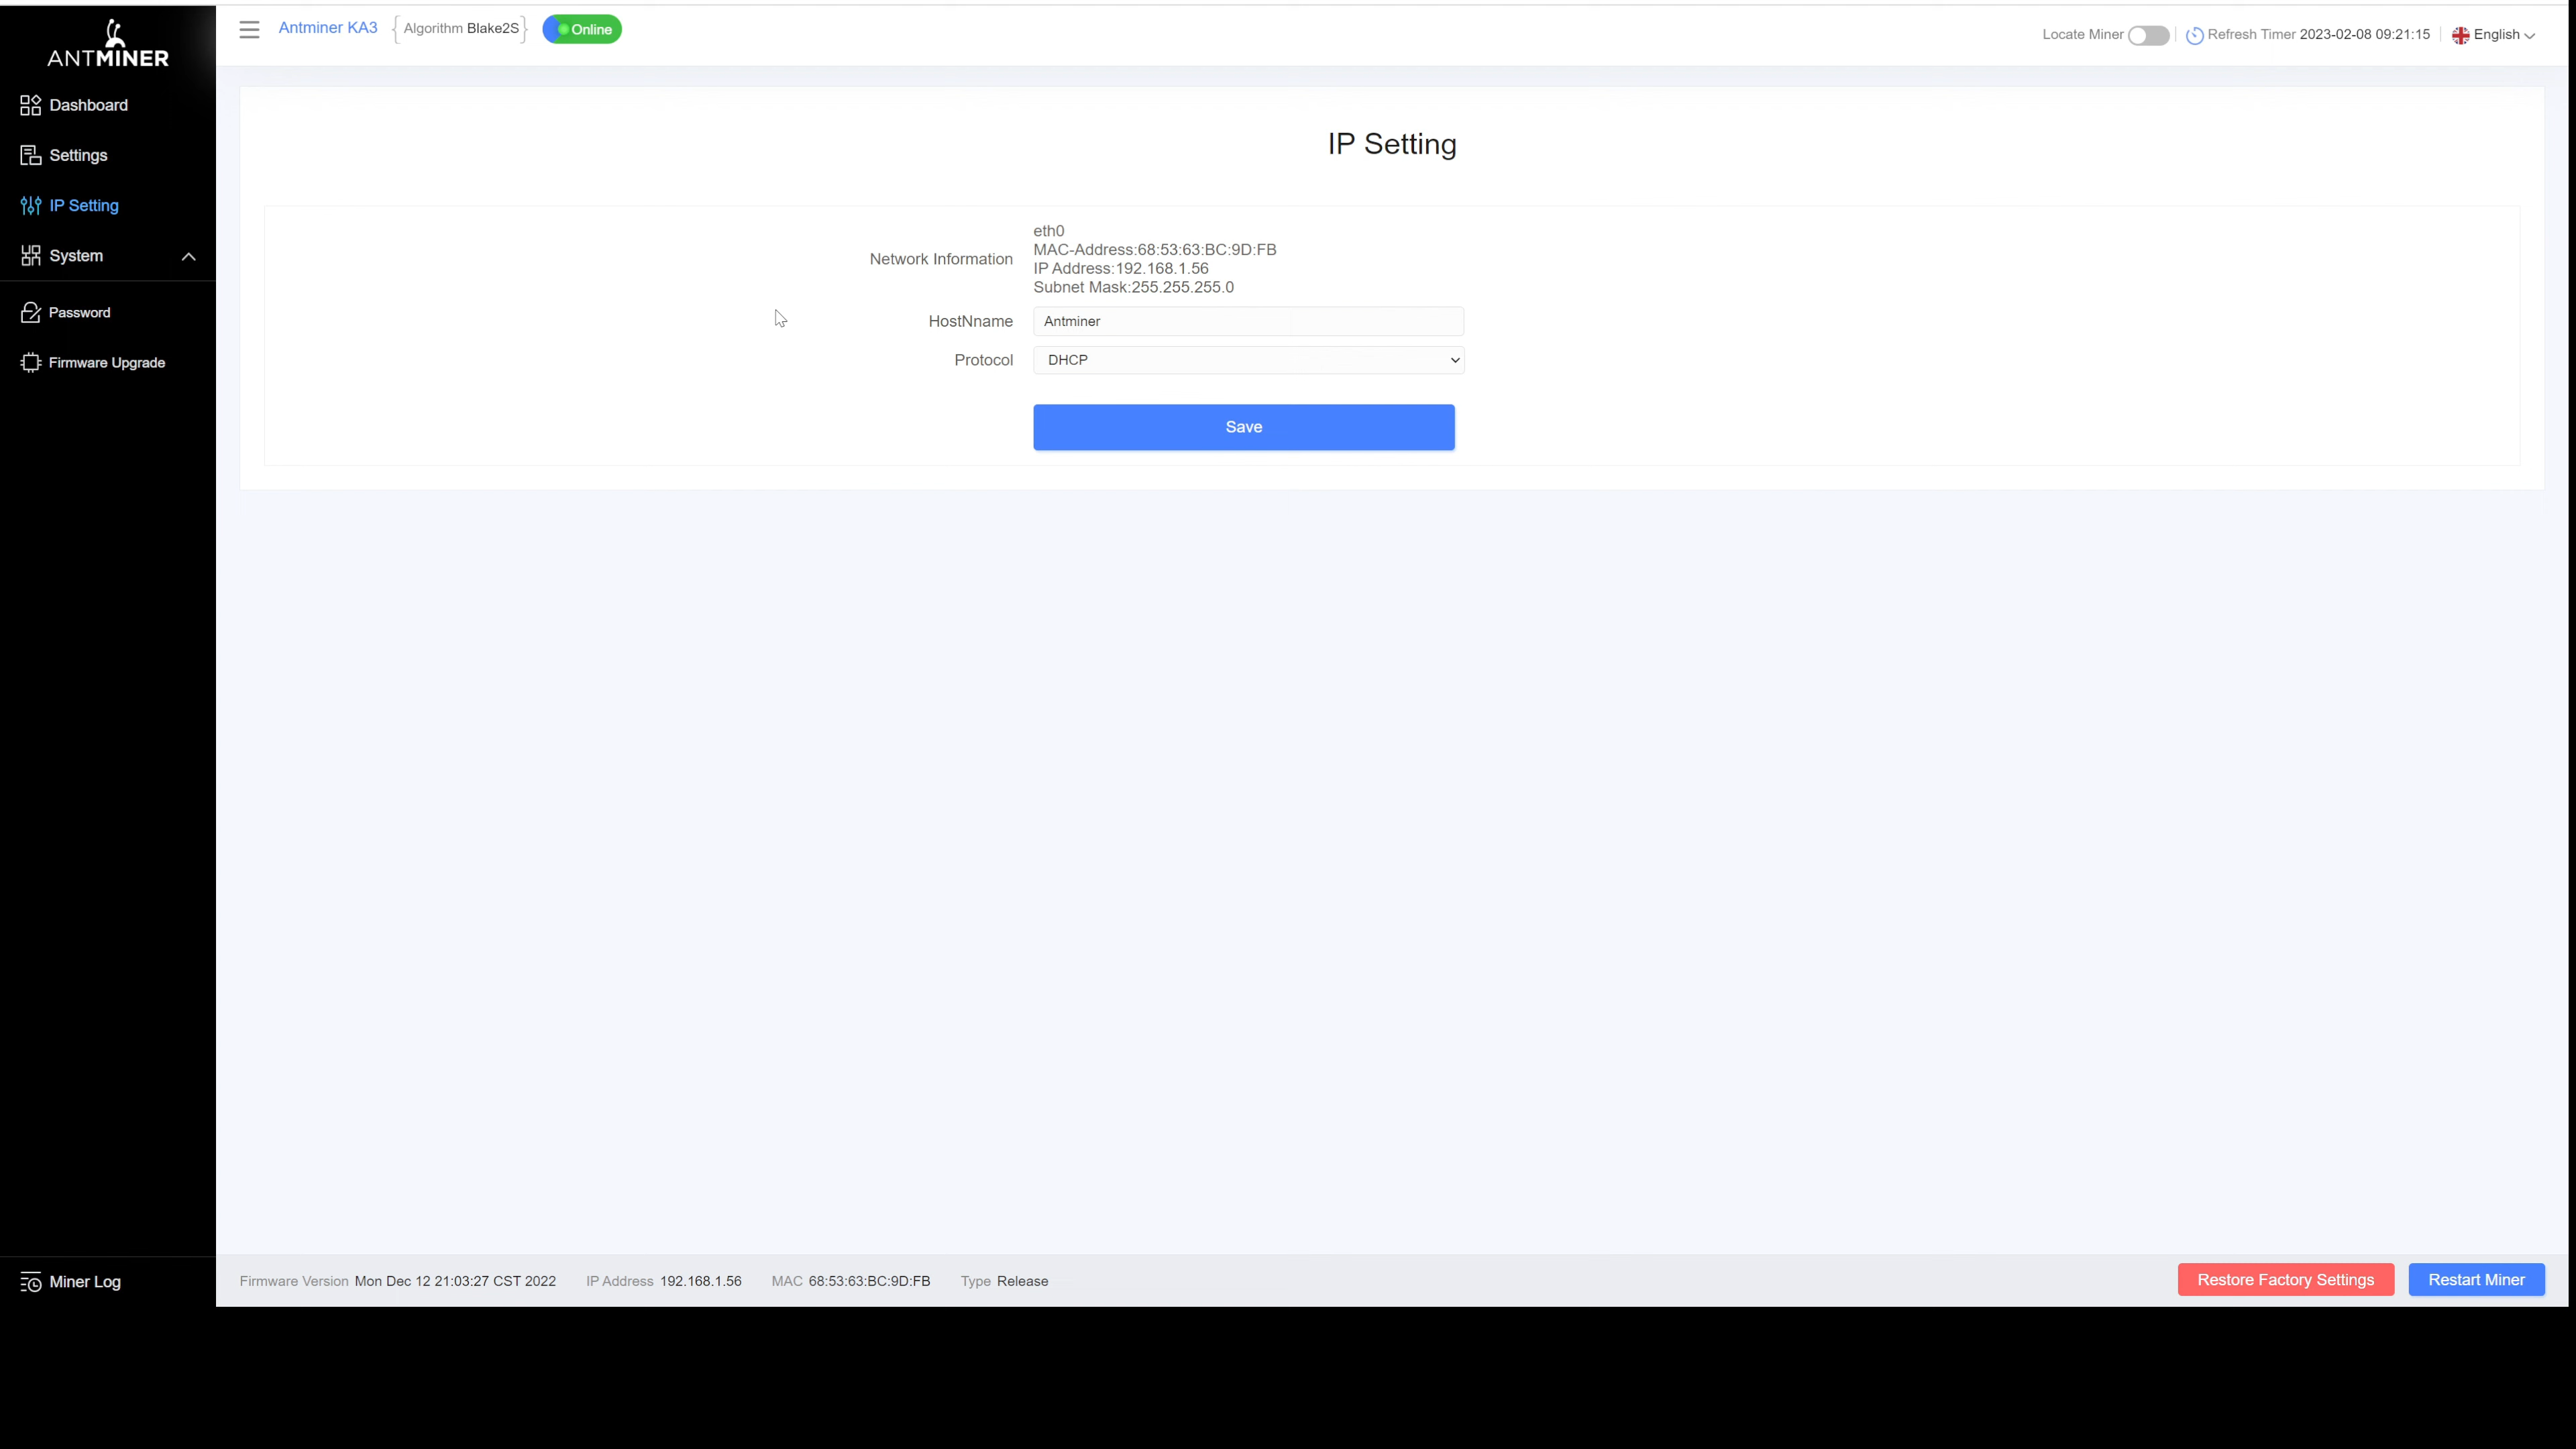 ANTMINER
Antminer KA3 {Algorithm Blake2S} Online
Locate Miner Refresh Timer 2023-02-08 09:21:15 English
Dashboard
Settings
IP Setting
System
Password
Firmware Upgrade
IP Setting
Network Information
eth0
MAC-Address:68:53:63:BC:9D:FB
IP Address:192.168.1.56
Subnet Mask:255.255.255.0
HostNname Antminer
Protocol DHCP
Save
Miner Log
Firmware Version Mon Dec 12 21:03:27 CST 2022 IP Address 192.168.1.56 MAC 68:53:63:BC:9D:FB Type Release
Restore Factory Settings Restart Miner